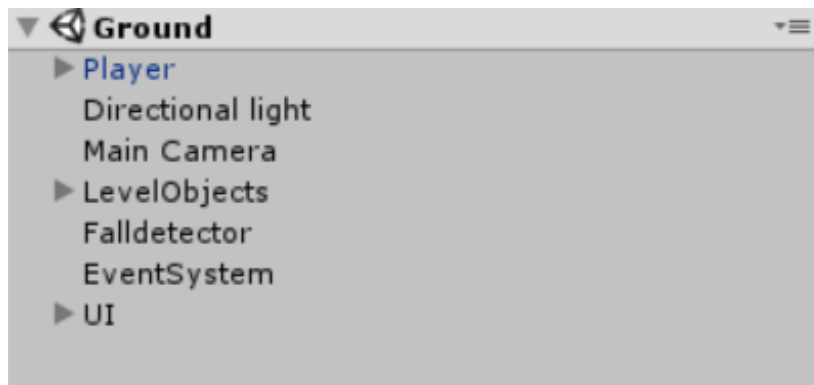 Ground
Player
Directional light
Main Camera
LevelObjects
Falldetector
EventSystem
UI